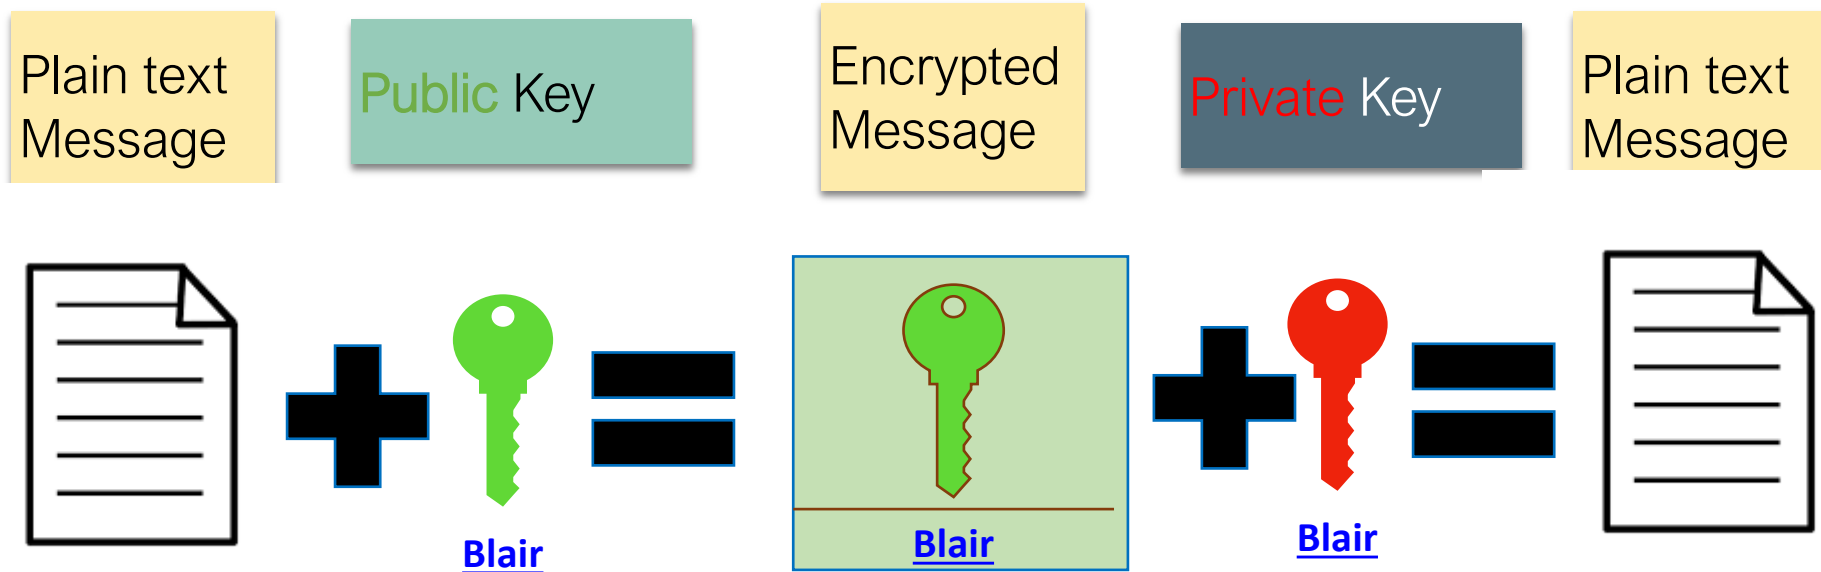 Plain text
Message
Public Key
Encrypted
Message
Private Key
Plain text
Message
Blair
Blair
Blair